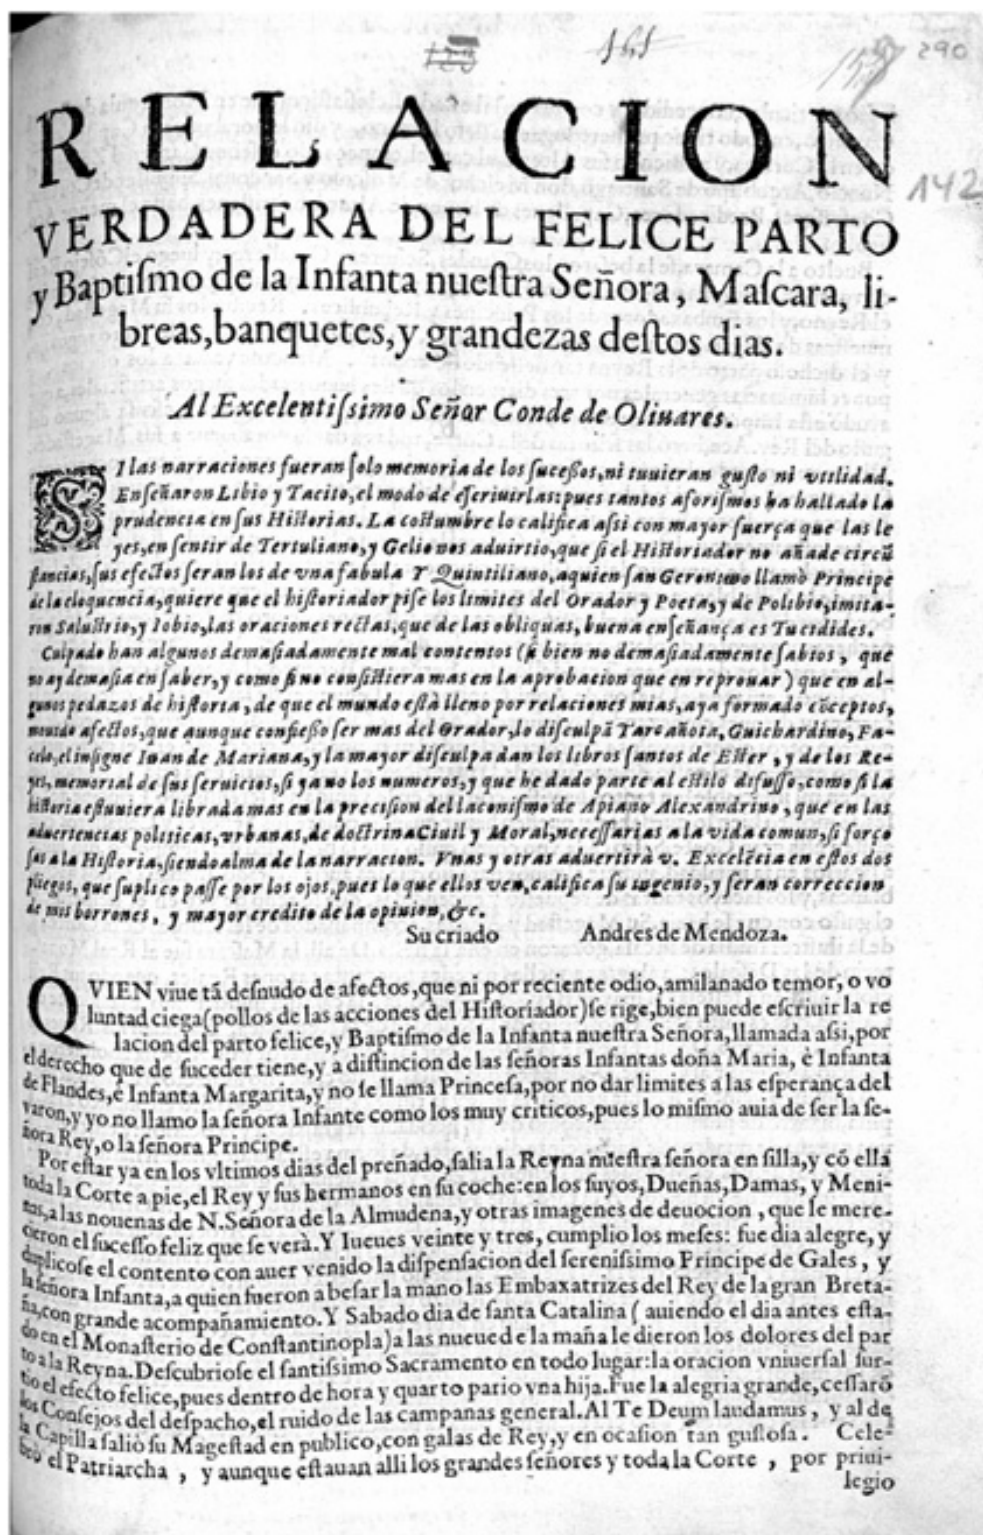 161
290
142
RELACION
VERDADERA DEL FELICE PARTO
y Baptiſmo de la Infanta nueſtra Señora, Maſcara, li-
breas, banquetes, y grandezas deſtos dias.
Al Excelentiſsimo Señor Conde de Oliuares.
SI las narraciones fueran ſolo memoria de los ſuceſſos, ni tuuieran guſto ni vtilidad.
Enſeñaron Libio y Tacito, el modo de eſcriuirlas: pues tantos aforiſmos ha hallado la
prudencia en ſus Hiſtorias. La coſtumbre lo califica aſsi con mayor fuerça que las le
yes, en ſentir de Tertuliano, y Gelio nos aduirtio, que ſi el Hiſtoriador no añade circũ
ſtancias, ſus efectos ſeran los de vna fabula Y Quintiliano, aquien ſan Geronimo llamò Principe
de la eloquencia, quiere que el hiſtoriador piſe los limites del Orador y Poeta, y de Polibio, imita-
ron Saluſtrio, y Iobio, las oraciones rectas, que de las obliquas, buena enſeñança es Tucidides.
Culpado han algunos demaſiadamente mal contentos (ſi bien no demaſiadamente ſabios, que
no ay demaſia en ſaber, y como ſi no conſiſtiera mas en la aprobacion que en reprouar) que en al-
gunos pedazos de hiſtoria, de que el mundo eſtà lleno por relaciones mias, aya formado cõceptos,
mouido afectos, que aunque confieſſo ſer mas del Orador, lo diſculpã Tarcañota, Guichardino, Fa-
celo, el inſigne Iuan de Mariana, y la mayor diſculpa dan los libros ſantos de Eſter, y de los Re-
yes, memorial de ſus ſeruicios, ſi ya no los numeros, y que he dado parte al eſtilo difuſſo, como ſi la
hiſtoria eſtuuiera librada mas en la preciſion del laconiſmo de Apiano Alexandrino, que en las
aduertencias politicas, vrbanas, de doctrina Ciuil y Moral, neceſſarias a la vida comun, ſi forço
ſas a la Hiſtoria, ſiendo alma de la narracion. Vnas y otras aduertirà v. Excelẽcia en eſtos dos
pliegos, que ſuplico paſſe por los ojos, pues lo que ellos ven, califica ſu ingenio, y ſeran correccion
de mis borrones, y mayor credito de la opinion, &c.
Su criado Andres de Mendoza.
QVIEN viue tã deſnudo de afectos, que ni por reciente odio, amilanado temor, o vo
luntad ciega (pollos de las acciones del Hiſtoriador) ſe rige, bien puede eſcriuir la re
lacion del parto felice, y Baptiſmo de la Infanta nueſtra Señora, llamada aſsi, por
el derecho que de ſuceder tiene, y a diſtincion de las ſeñoras Infantas doña Maria, è Infanta
de Flandes, è Infanta Margarita, y no ſe llama Princeſa, por no dar limites a las eſperança del
varon, y yo no llamo la ſeñora Infante como los muy criticos, pues lo miſmo auia de ſer la ſe-
ñora Rey, o la ſeñora Principe.
Por eſtar ya en los vltimos dias del preñado, ſalia la Reyna nueſtra ſeñora en ſilla, y cõ ella
toda la Corte a pie, el Rey y ſus hermanos en ſu coche: en los ſuyos, Dueñas, Damas, y Meni-
nas, a las nouenas de N. Señora de la Almudena, y otras imagenes de deuocion, que le mere-
cieron el ſuceſſo feliz que ſe verà. Y Iueues veinte y tres, cumplio los meſes: fue dia alegre, y
duplicoſe el contento con auer venido la diſpenſacion del ſereniſsimo Principe de Gales, y
la ſeñora Infanta, a quien fueron a beſar la mano las Embaxatrizes del Rey de la gran Breta-
ña, con grande acompañamiento. Y Sabado dia de ſanta Catalina (auiendo el dia antes eſta-
do en el Monaſterio de Conſtantinopla) a las nueue de la maña le dieron los dolores del par
to a la Reyna. Deſcubrioſe el ſantiſsimo Sacramento en todo lugar: la oracion vniuerſal ſur-
tio el efecto felice, pues dentro de hora y quarto pario vna hija. Fue la alegria grande, ceſſarõ
los Conſejos del deſpacho, el ruido de las campanas general. Al Te Deum laudamus, y al de
la Capilla ſaliò ſu Mageſtad en publico, con galas de Rey, y en ocaſion tan guſtoſa. Cele-
brò el Patriarcha, y aunque eſtauan alli los grandes ſeñores y toda la Corte, por priui-
legio